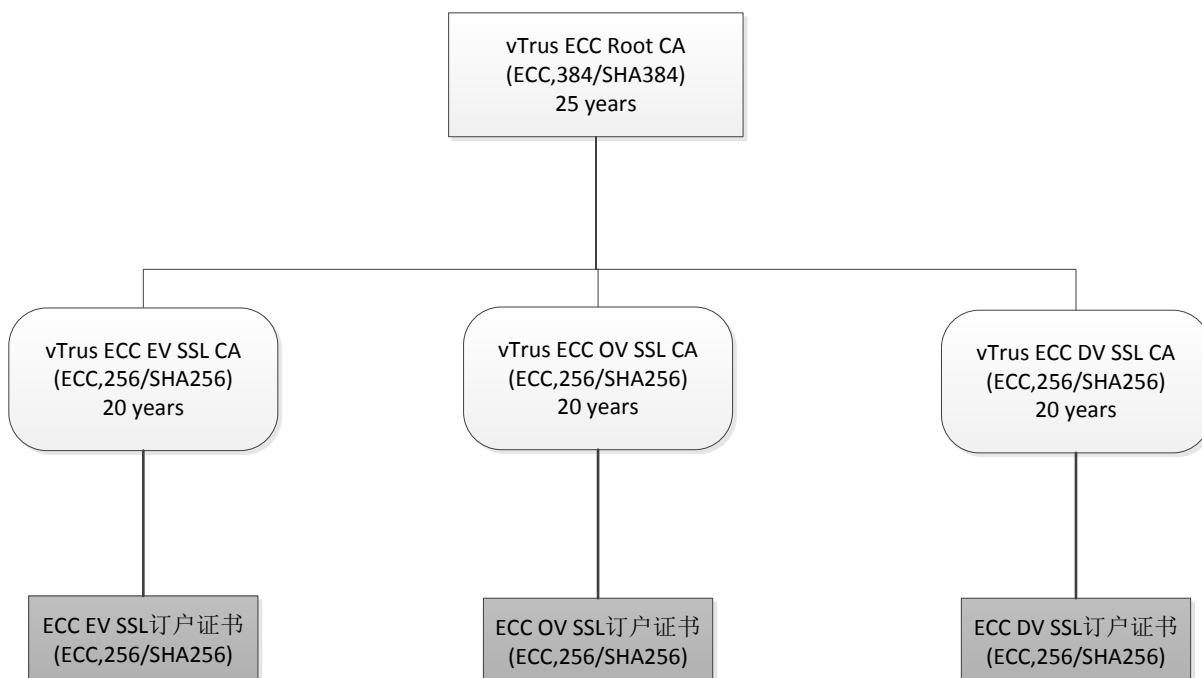 vTrus ECC Root CA
(ECC,384/SHA384)
25 years
vTrus ECC EV SSL CA
(ECC,256/SHA256)
20 years
vTrus ECC OV SSL CA
(ECC,256/SHA256)
20 years
vTrus ECC DV SSL CA
(ECC,256/SHA256)
20 years
ECC EV SSL订户证书
(ECC,256/SHA256)
ECC OV SSL订户证书
(ECC,256/SHA256)
ECC DV SSL订户证书
(ECC,256/SHA256)